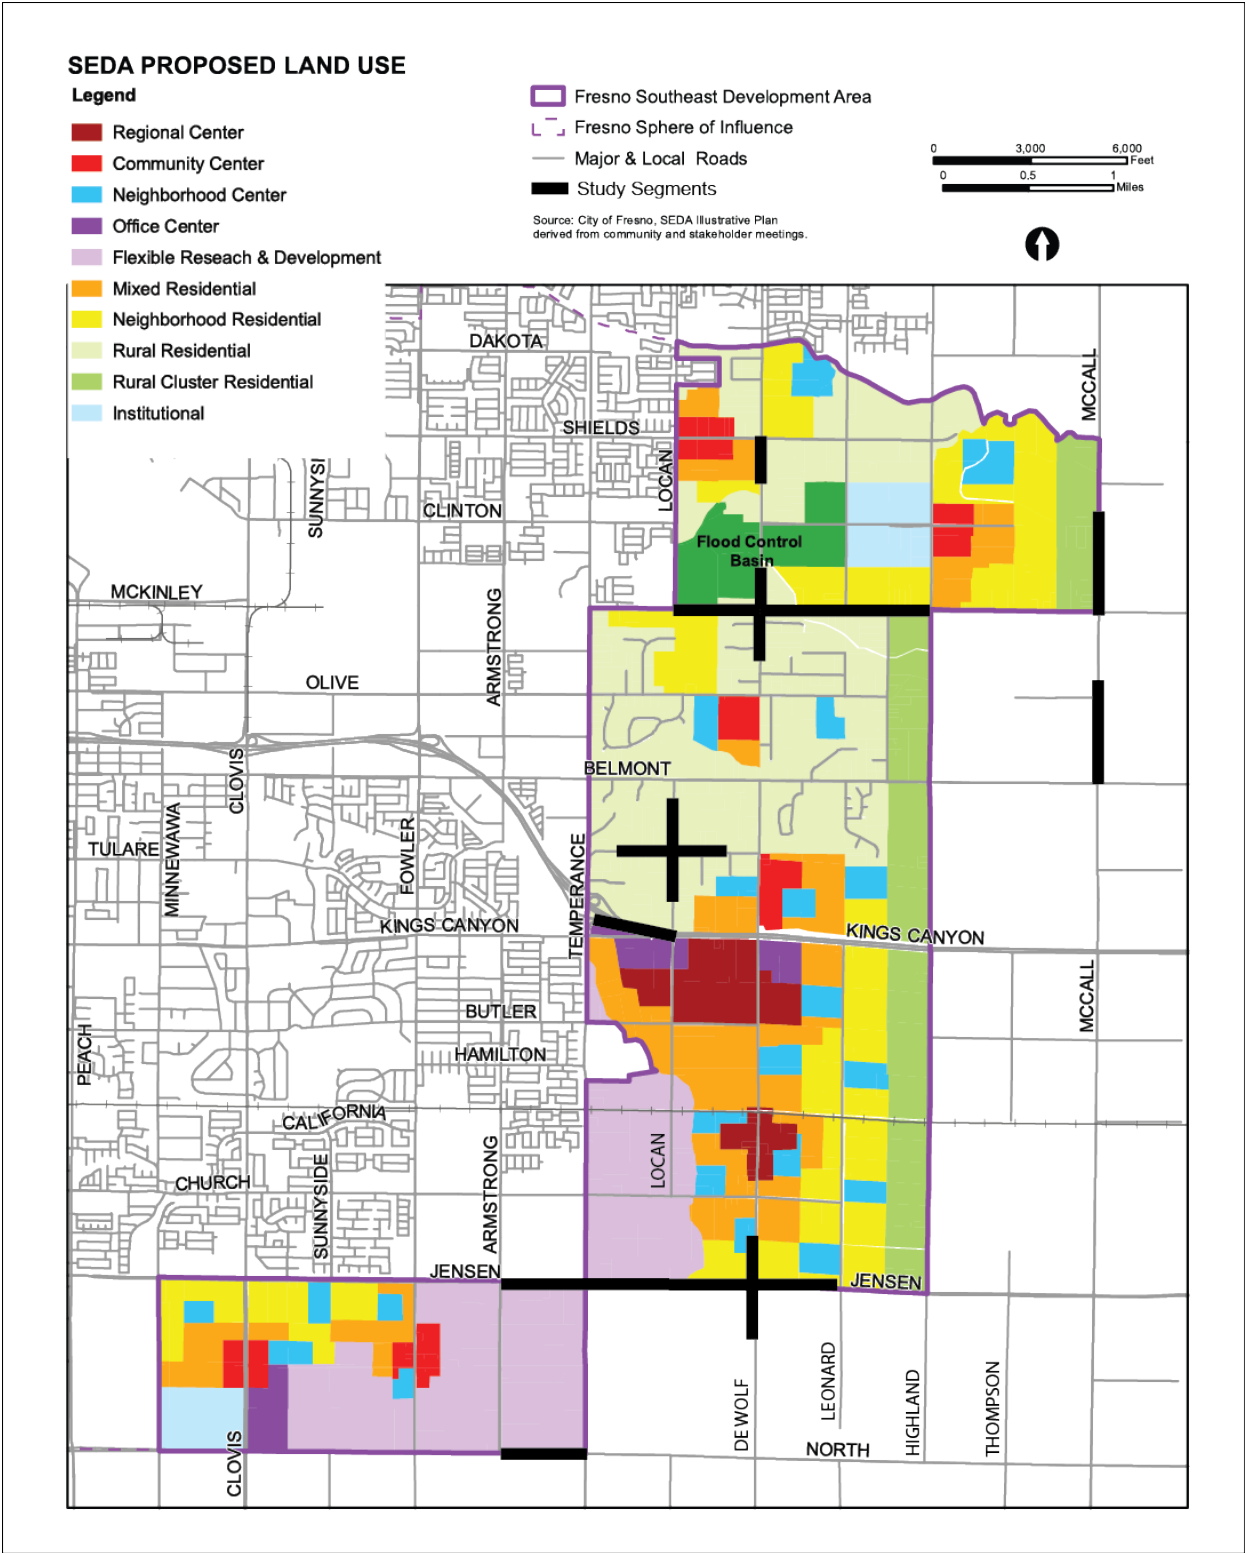 SEDA PROPOSED LAND USE
Legend
Regional Center
Community Center
Neighborhood Center
Office Center
Flexible Reseach & Development
Mixed Residential
Neighborhood Residential
Rural Residential
Rural Cluster Residential
Institutional
Fresno Southeast Development Area
Fresno Sphere of Influence
Major & Local Roads
Study Segments
Source: City of Fresno, SEDA Illustrative Plan
derived from community and stakeholder meetings.
0 3,000 6,000
Feet
0 0.5 1
Miles
DAKOTA
MCCALL
SHIELDS
LOCAN
SUNNYSI
CLINTON
Flood Control
Basin
MCKINLEY
ARMSTRONG
OLIVE
CLOVIS
BELMONT
MINNEWAWA
TULARE
FOWLER
TEMPERANCE
KINGS CANYON
KINGS CANYON
MCCALL
BUTLER
PEACH
HAMILTON
CALIFORNIA
LOCAN
ARMSTRONG
CHURCH
SUNNYSIDE
JENSEN
JENSEN
DE WOLF
LEONARD
HIGHLAND
THOMPSON
CLOVIS
NORTH